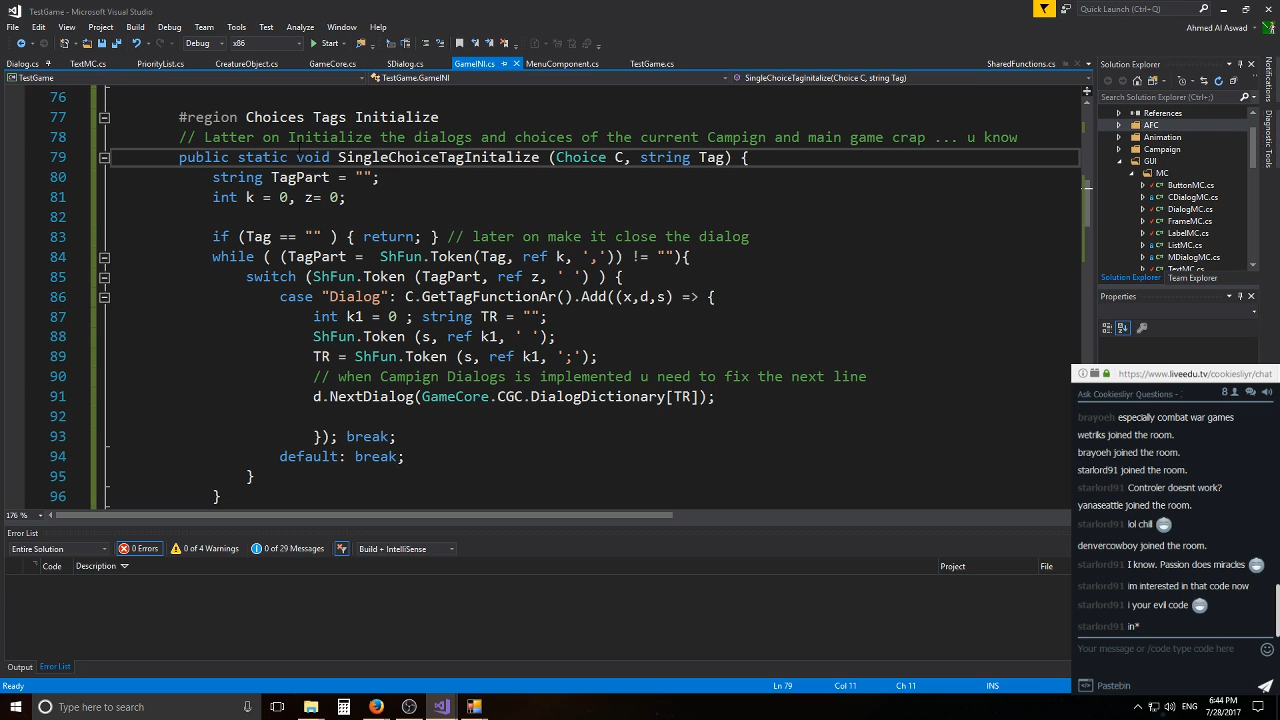 TestGame - Microsoft Visual Studio
Quick Launch (Ctrl+;)
File Edit View Project Build Debug Team Tools Test Analyze Window Help
Ahmed Al Aswad
Debug x86 Start
Dialog.cs TextMC.cs PriorityList.cs CreatureObject.cs GameCore.cs SDialog.cs GameINI.cs MenuComponent.cs TestGame.cs SharedFunctions.cs
TestGame TestGame.GameINI SingleChoiceTagInitalize(Choice C, string Tag)
76
77 #region Choices Tags Initialize
78 // Latter on Initialize the dialogs and choices of the current Campign and main game crap ... u know
79 public static void SingleChoiceTagInitalize (Choice C, string Tag) {
80 string TagPart = "";
81 int k = 0, z= 0;
82
83 if (Tag == "" ) { return; } // later on make it close the dialog
84 while ( (TagPart =  ShFun.Token(Tag, ref k, ',')) != ""){
85 switch (ShFun.Token (TagPart, ref z, ' ') ) {
86 case "Dialog": C.GetTagFunctionAr().Add((x,d,s) => {
87 int k1 = 0 ; string TR = "";
88 ShFun.Token (s, ref k1, ' ');
89 TR = ShFun.Token (s, ref k1, ';');
90 // when Campign Dialogs is implemented u need to fix the next line
91 d.NextDialog(GameCore.CGC.DialogDictionary[TR]);
92
93 }); break;
94 default: break;
95 }
96 }
176 %
Error List
Entire Solution 0 Errors 0 of 4 Warnings 0 of 29 Messages Build + IntelliSense
Code Description Project File
Output Error List
Ready Ln 79 Col 11 Ch 11 INS
Solution Explorer
Search Solution Explorer (Ctrl+;)
References
AFC
Animation
Campaign
GUI
MC
ButtonMC.cs
CDialogMC.cs
DialogMC.cs
FrameMC.cs
LabelMC.cs
ListMC.cs
MDialogMC.cs
TextMC.cs
Solution Explorer Team Explorer
Properties
Notifications
Diagnostic Tools
https://www.liveedu.tv/cookiesliyr/chat
Ask Cookiesliyr Questions - . 8
brayoeh especially combat war games
wetriks joined the room.
brayoeh joined the room.
starlord91 joined the room.
starlord91 Controler doesnt work?
yanaseattle joined the room.
starlord91 lol chill
denvercowboy joined the room.
starlord91 I know. Passion does miracles
starlord91 im interested in that code now
starlord91 i your evil code
starlord91 in*
Your message or /code type code here
Pastebin
Type here to search
ENG
6:44 PM
7/28/2017